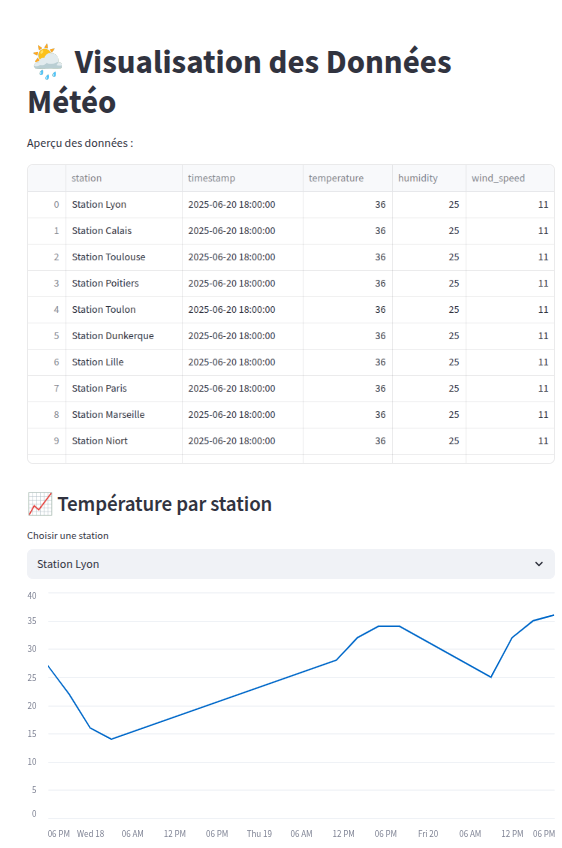 Visualisation des Données
Météo
Aperçu des données :
station timestamp temperature humidity wind_speed
0 Station Lyon 2025-06-20 18:00:00 36 25 11
1 Station Calais 2025-06-20 18:00:00 36 25 11
2 Station Toulouse 2025-06-20 18:00:00 36 25 11
3 Station Poitiers 2025-06-20 18:00:00 36 25 11
4 Station Toulon 2025-06-20 18:00:00 36 25 11
5 Station Dunkerque 2025-06-20 18:00:00 36 25 11
6 Station Lille 2025-06-20 18:00:00 36 25 11
7 Station Paris 2025-06-20 18:00:00 36 25 11
8 Station Marseille 2025-06-20 18:00:00 36 25 11
9 Station Niort 2025-06-20 18:00:00 36 25 11
Température par station
Choisir une station
Station Lyon
40
35
30
25
20
15
10
5
0
06 PM Wed 18 06 AM 12 PM 06 PM Thu 19 06 AM 12 PM 06 PM Fri 20 06 AM 12 PM 06 PM